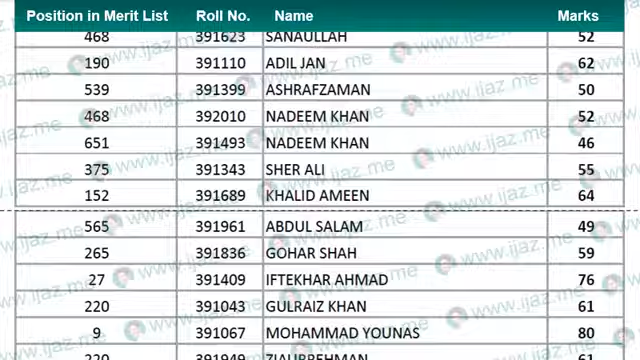 Position in Merit List Roll No. Name Marks
468 391623 SANAULLAH 52
190 391110 ADIL JAN 62
539 391399 ASHRAFZAMAN 50
468 392010 NADEEM KHAN 52
651 391493 NADEEM KHAN 46
375 391343 SHER ALI 55
152 391689 KHALID AMEEN 64
565 391961 ABDUL SALAM 49
265 391836 GOHAR SHAH 59
27 391409 IFTEKHAR AHMAD 76
220 391043 GULRAIZ KHAN 61
9 391067 MOHAMMAD YOUNAS 80
220 391949 ZIAURREHMAN 61
www.ijaz.me